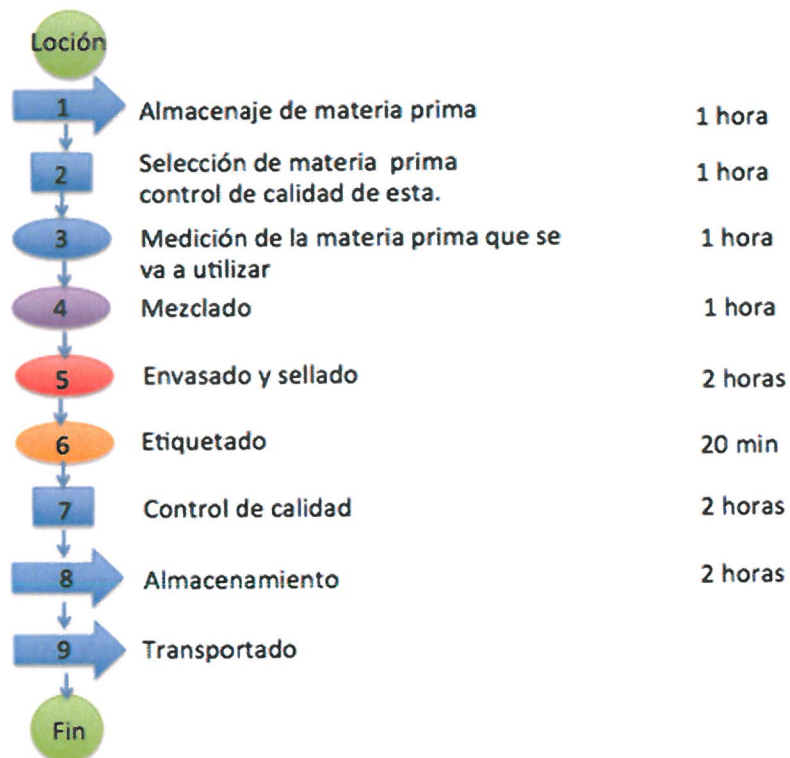 Loción
1 Almacenaje de materia prima 1 hora
2 Selección de materia prima 1 hora
control de calidad de esta.
3 Medición de la materia prima que se 1 hora
va a utilizar
4 Mezclado 1 hora
5 Envasado y sellado 2 horas
6 Etiquetado 20 min
7 Control de calidad 2 horas
8 Almacenamiento 2 horas
9 Transportado
Fin